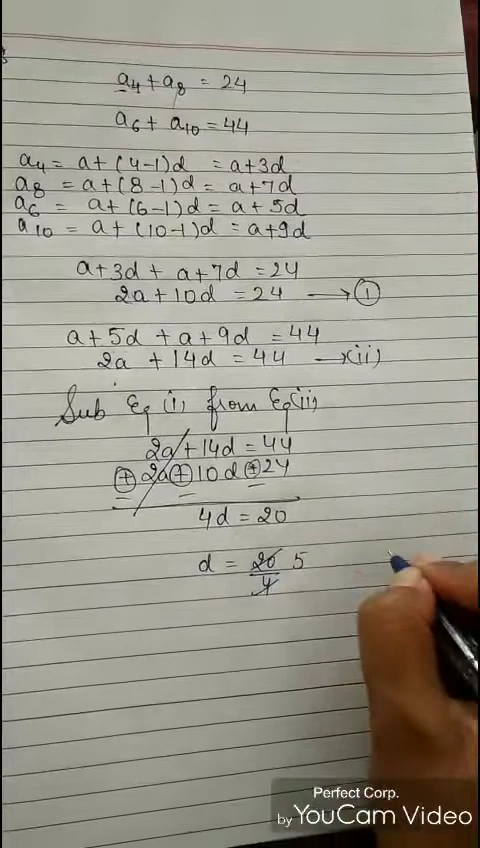 a4 + a8 = 24
a6 + a10 = 44
a4 = a + (4-1)d = a+3d
a8 = a + (8-1)d = a+7d
a6 = a + (6-1)d = a + 5d
a10 = a + (10-1)d = a+9d
a+3d + a+7d = 24
2a + 10d = 24 → ①
a + 5d + a + 9d = 44
2a + 14d = 44 → (ii)
Sub Eq (i) from Eq (ii)
2a + 14d = 44
⊕ 2a ⊕ 10d ⊕ 24
4d = 20
d = 20/4 5
Perfect Corp.
by YouCam Video